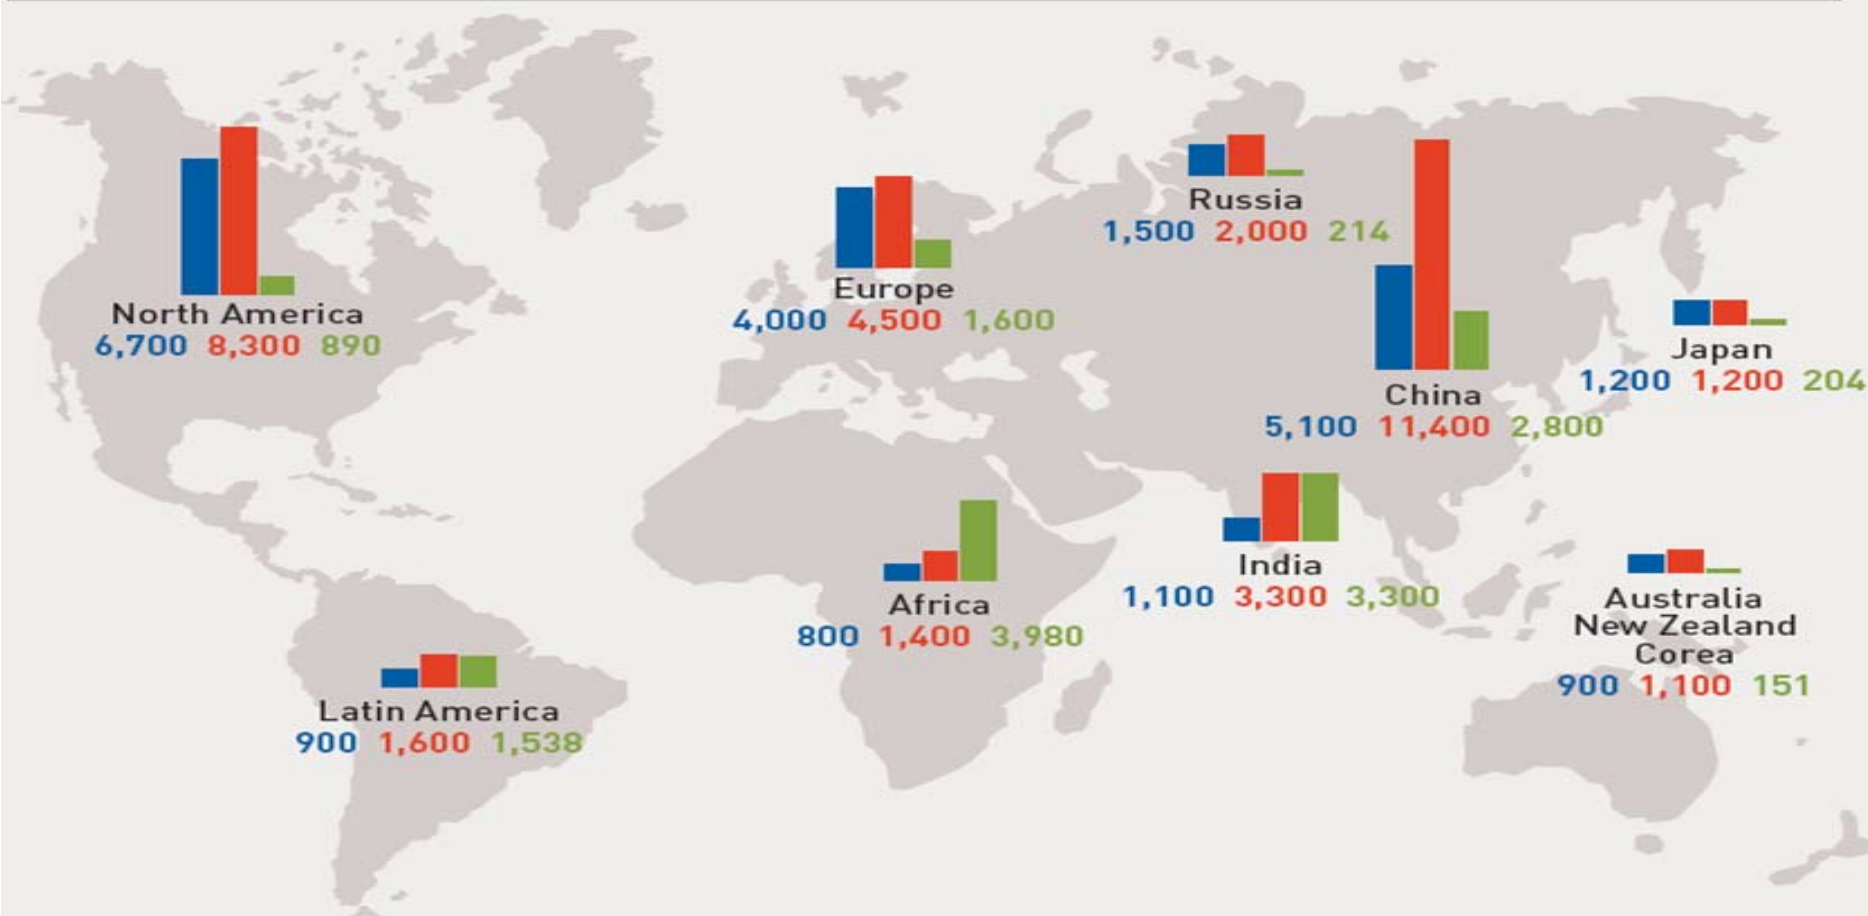 North America
6,700 8,300 890
Europe
4,000 4,500 1,600
Russia
1,500 2,000 214
China
5,100 11,400 2,800
Japan
1,200 1,200 204
Latin America
900 1,600 1,538
Africa
800 1,400 3,980
India
1,100 3,300 3,300
Australia
New Zealand
Corea
900 1,100 151